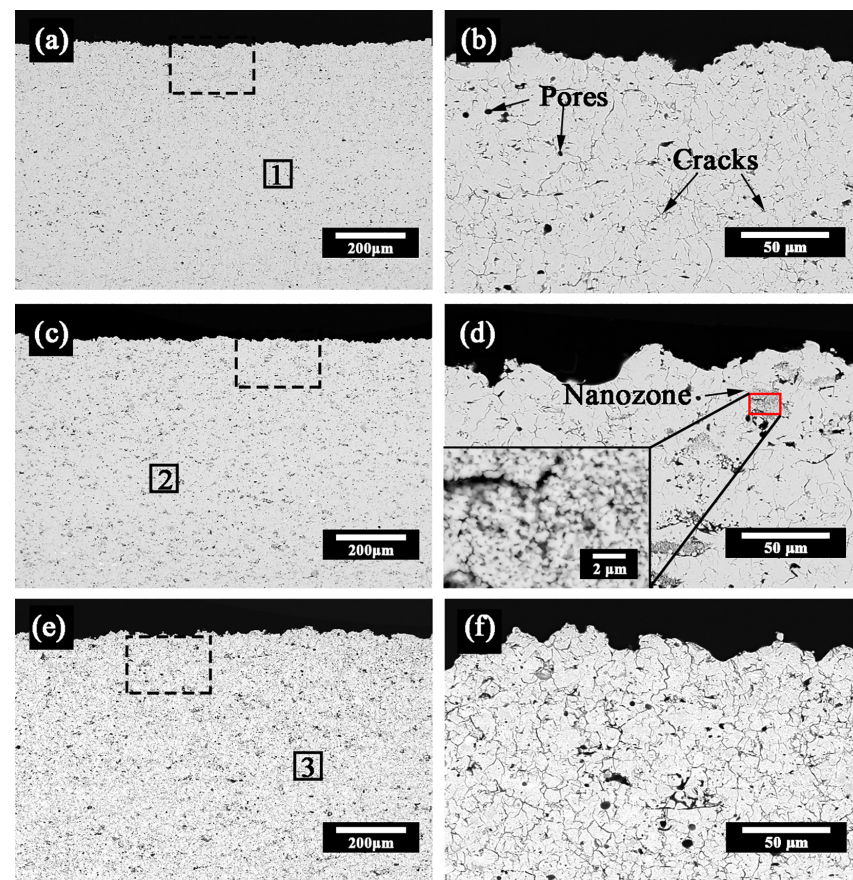 (a)
1
200μm
(b)
Pores
Cracks
50 μm
(c)
2
200μm
(d)
Nanozone
2 μm
50 μm
(e)
3
200μm
(f)
50 μm